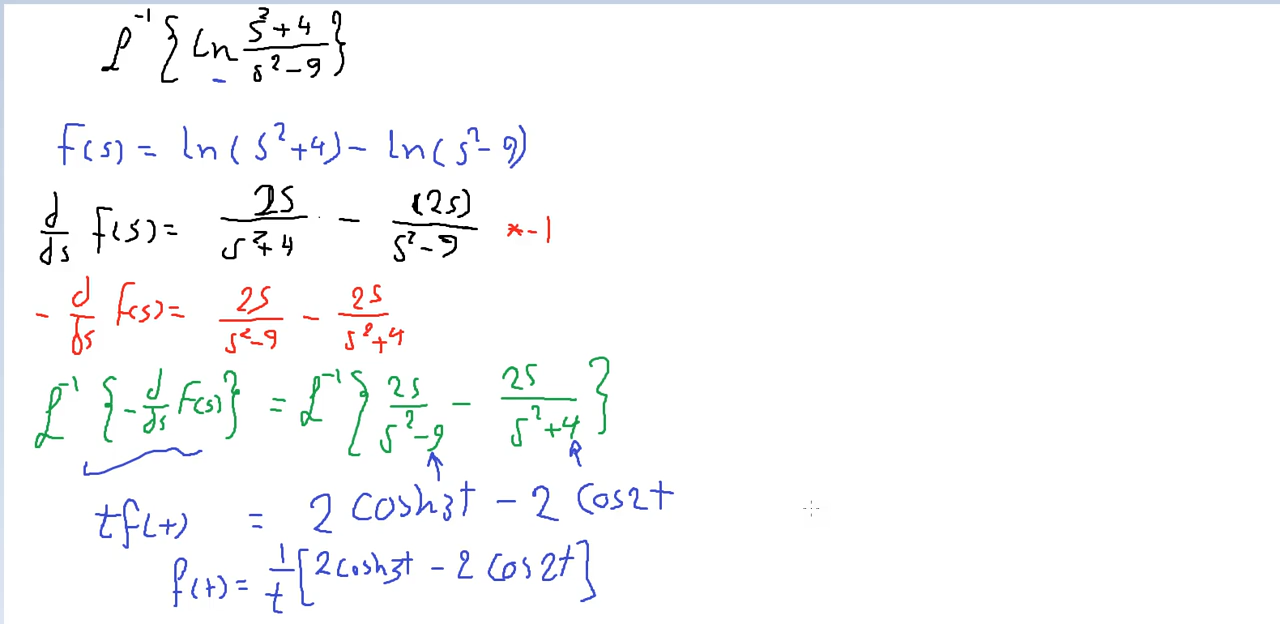 ℒ⁻¹ { ln (s²+4)/(s²-9) }
F(s) = ln(s²+4) - ln(s²-9)
d/ds F(s) = 2s/(s²+4) - (2s)/(s²-9) *-1
- d/ds F(s) = 2s/(s²-9) - 2s/(s²+4)
ℒ⁻¹ { - d/ds F(s) } = ℒ⁻¹ { 2s/(s²-9) - 2s/(s²+4) }
t f(t) = 2 cosh3t - 2 cos2t
f(t) = 1/t [ 2cosh3t - 2 cos2t ]